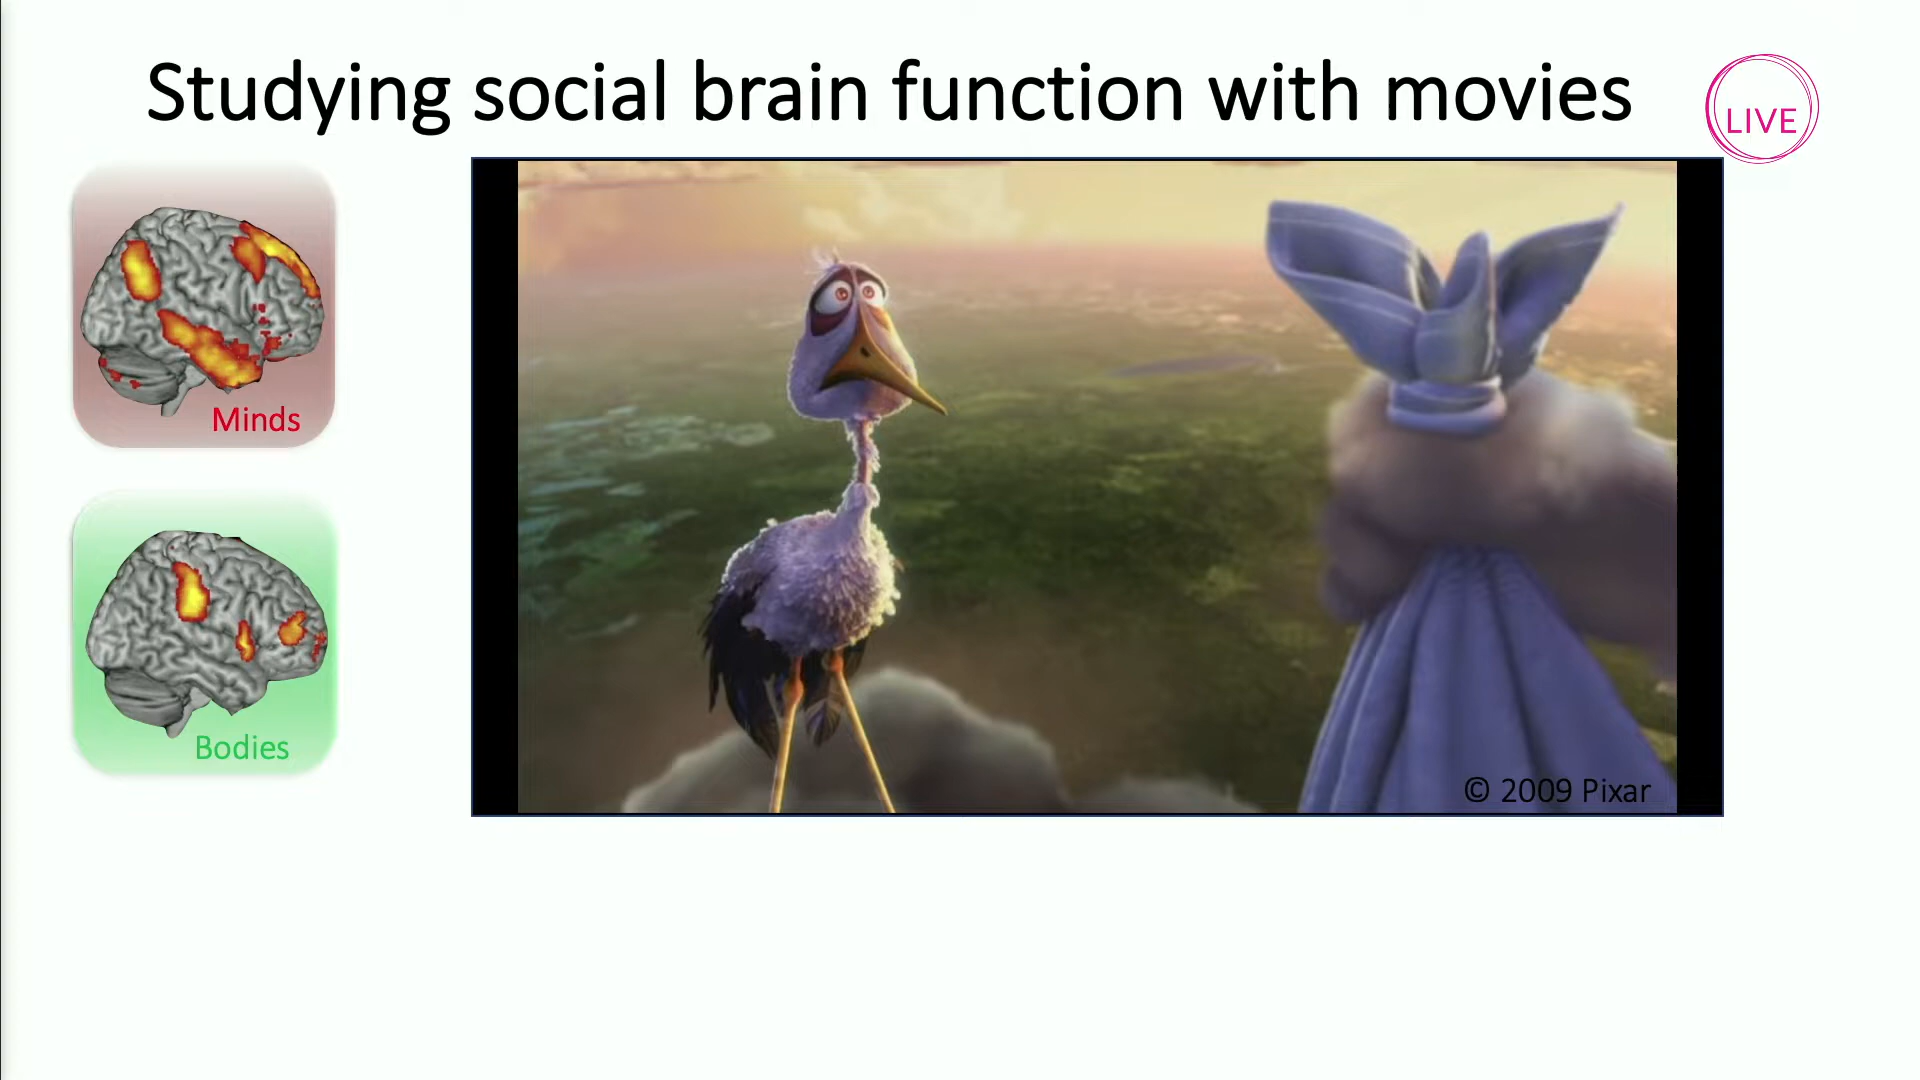 Studying social brain function with movies
LIVE
Minds
Bodies
© 2009 Pixar